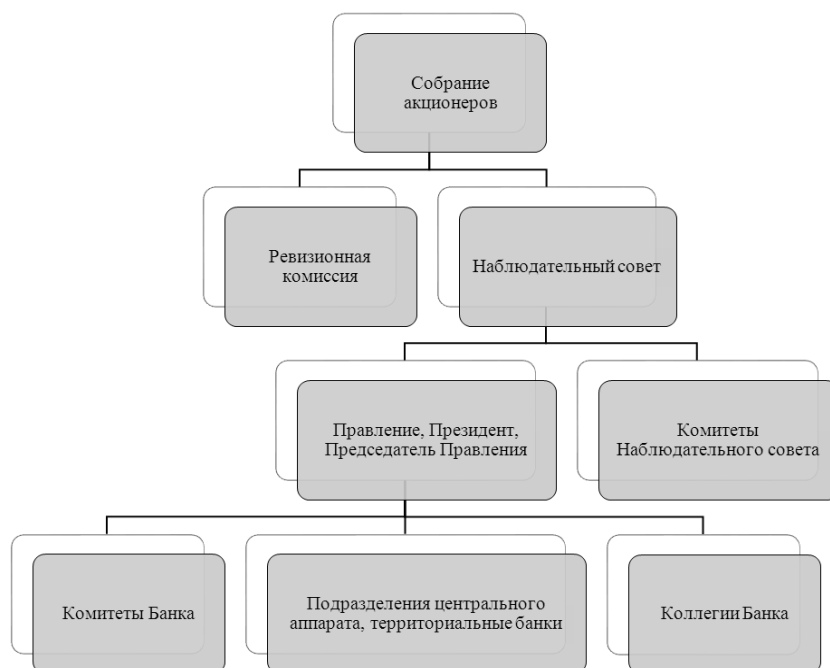 Собрание
акционеров
Ревизионная
комиссия
Наблюдательный совет
Правление, Президент,
Председатель Правления
Комитеты
Наблюдательного совета
Комитеты Банка
Подразделения центрального
аппарата, территориальные банки
Коллегии Банка